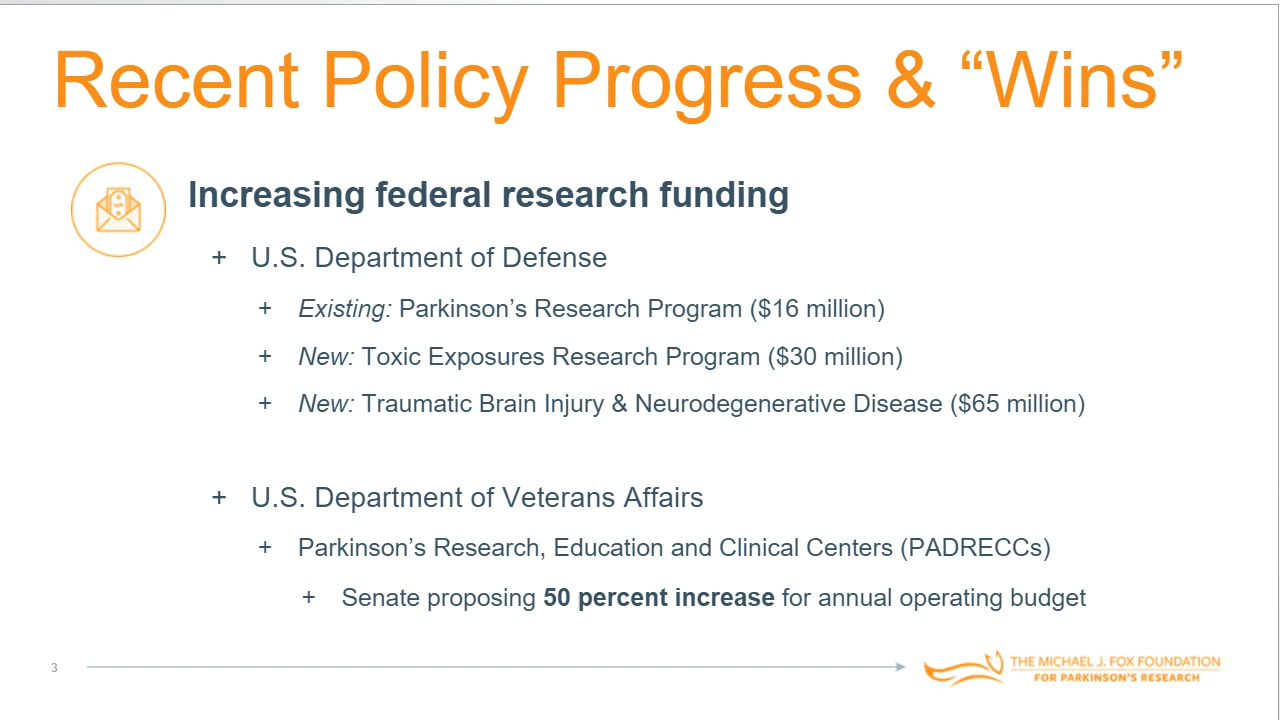 Recent Policy Progress & “Wins”
Increasing federal research funding
+ U.S. Department of Defense
+ Existing: Parkinson’s Research Program ($16 million)
+ New: Toxic Exposures Research Program ($30 million)
+ New: Traumatic Brain Injury & Neurodegenerative Disease ($65 million)
+ U.S. Department of Veterans Affairs
+ Parkinson’s Research, Education and Clinical Centers (PADRECCs)
+ Senate proposing 50 percent increase for annual operating budget
3
THE MICHAEL J. FOX FOUNDATION
FOR PARKINSON’S RESEARCH